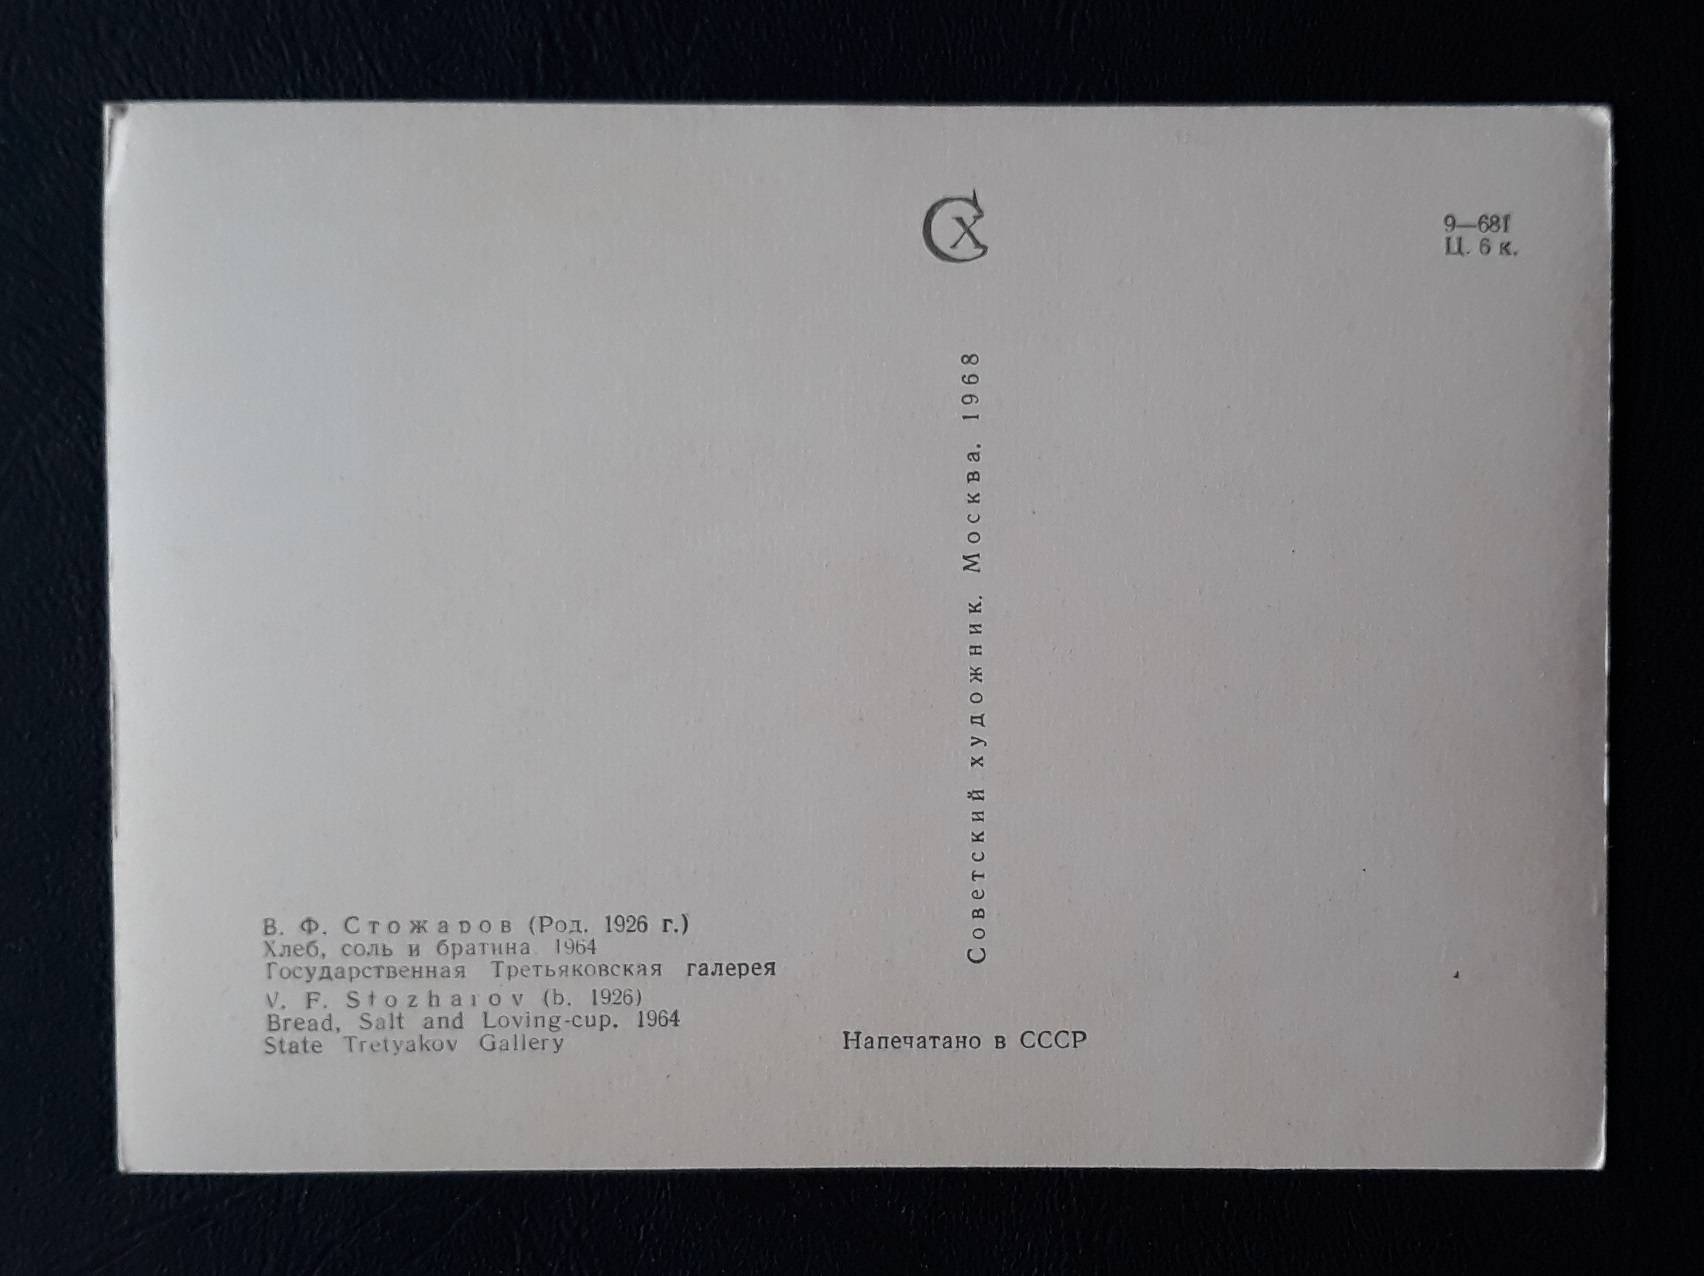 СХ
9—681
Ц. 6 к.
Советский художник. Москва. 1968
В. Ф. Стожаров (Род. 1926 г.)
Хлеб, соль и братина. 1964
Государственная Третьяковская галерея
V. F. Stozharov (b. 1926)
Bread, Salt and Loving-cup. 1964
State Tretyakov Gallery
Напечатано в СССР